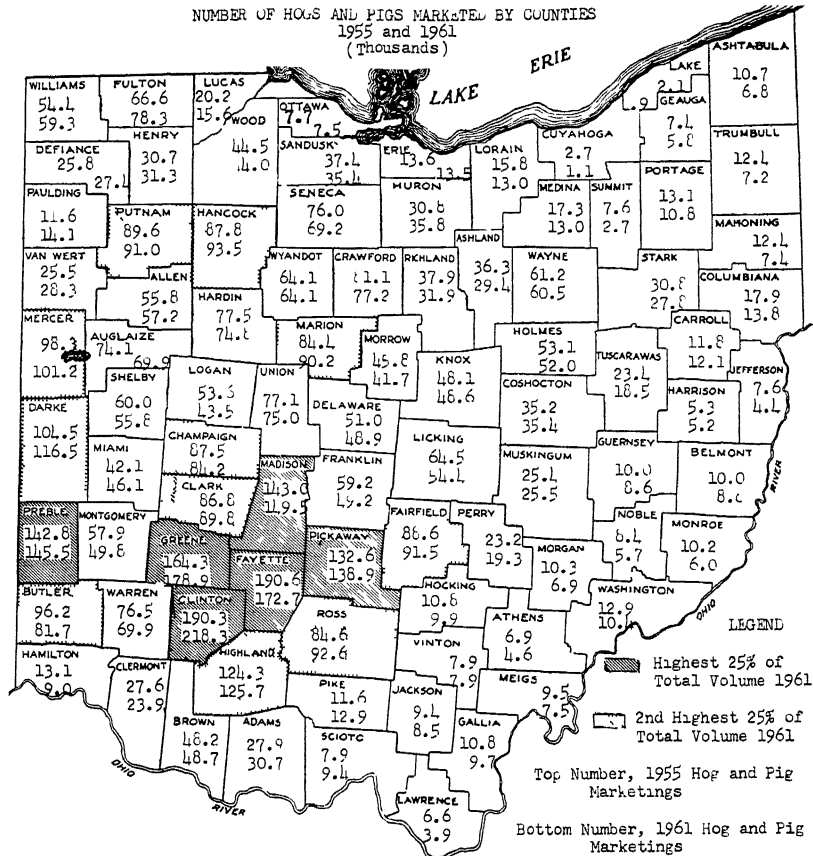 NUMBER OF HOGS AND PIGS MARKETED BY COUNTIES
1955 and 1961
(Thousands)
LAKE ERIE
WILLIAMS
54.4
59.3
FULTON
66.6
78.3
LUCAS
20.2
15.6
WOOD
44.5
44.0
OTTAWA
7.7
7.5
LAKE
2.1
.9
GEAUGA
7.4
5.8
ASHTABULA
10.7
6.8
DEFIANCE
25.8
27.4
HENRY
30.7
31.3
SANDUSKY
37.4
35.4
ERIE
13.6
13.5
LORAIN
15.8
13.0
CUYAHOGA
2.7
1.1
TRUMBULL
12.4
7.2
PAULDING
11.6
14.1
PUTNAM
89.6
91.0
HANCOCK
87.8
93.5
SENECA
76.0
69.2
HURON
30.8
35.8
MEDINA
17.3
13.0
SUMMIT
7.6
2.7
PORTAGE
13.1
10.8
MAHONING
12.4
7.4
VAN WERT
25.5
28.3
ALLEN
55.8
57.2
HARDIN
77.5
74.8
WYANDOT
64.1
64.1
CRAWFORD
81.1
77.2
RICHLAND
37.9
31.9
ASHLAND
36.3
29.4
WAYNE
61.2
60.5
STARK
30.8
COLUMBIANA
17.9
13.8
MERCER
98.3
101.2
AUGLAIZE
74.1
69.9
MARION
84.4
90.2
MORROW
45.8
41.7
KNOX
48.1
48.6
HOLMES
53.1
52.0
TUSCARAWAS
23.4
18.5
CARROLL
11.8
12.1
JEFFERSON
7.6
4.4
SHELBY
60.0
55.8
LOGAN
53.6
43.5
UNION
77.1
75.0
DELAWARE
51.0
48.9
COSHOCTON
35.2
35.4
HARRISON
5.3
5.2
DARKE
104.5
116.5
MIAMI
42.1
46.1
CHAMPAIGN
87.5
84.2
CLARK
86.8
89.8
MADISON
143.0
149.5
FRANKLIN
59.2
49.2
LICKING
64.5
54.4
MUSKINGUM
25.4
25.5
GUERNSEY
10.0
8.6
BELMONT
10.0
RIVER
PREBLE
142.8
145.5
MONTGOMERY
57.9
49.8
GREENE
164.3
178.9
FAYETTE
190.6
172.7
PICKAWAY
132.6
138.9
FAIRFIELD
88.6
91.5
PERRY
23.2
19.3
MORGAN
10.3
6.9
NOBLE
8.4
5.7
MONROE
10.2
6.0
BUTLER
96.2
81.7
WARREN
76.5
69.9
CLINTON
190.3
218.3
ROSS
84.6
92.6
HOCKING
10.8
9.9
ATHENS
6.9
4.6
WASHINGTON
12.9
OHIO
HAMILTON
13.1
9.0
CLERMONT
27.6
23.9
HIGHLAND
124.3
125.7
PIKE
11.6
12.9
VINTON
7.9
7.9
JACKSON
9.4
8.5
MEIGS
9.5
7.5
BROWN
48.2
48.7
ADAMS
27.9
30.7
SCIOTO
7.9
9.4
GALLIA
10.8
9.7
LAWRENCE
6.6
3.9
OHIO
RIVER
LEGEND
Highest 25% of
Total Volume 1961
2nd Highest 25% of
Total Volume 1961
Top Number, 1955 Hog and Pig
Marketings
Bottom Number, 1961 Hog and Pig
Marketings